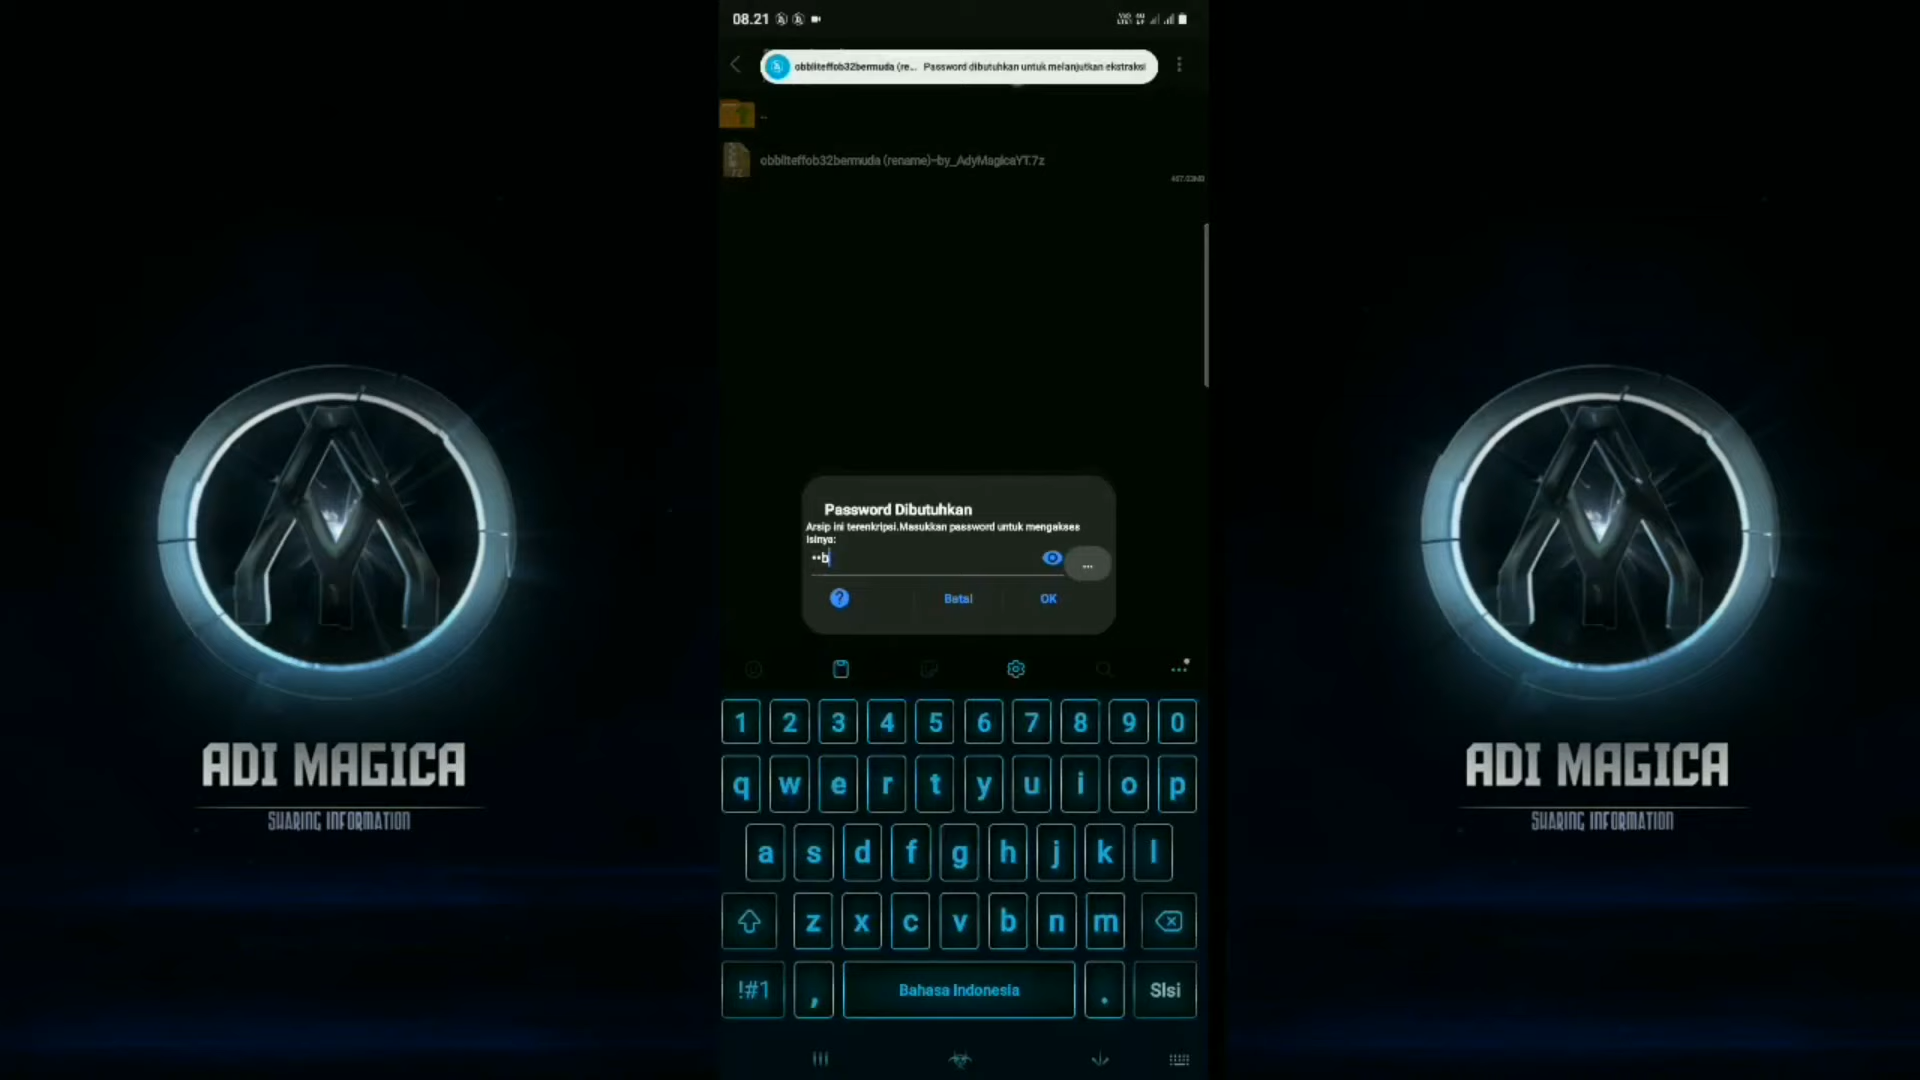 08.21
obbliteffob32bermuda (re... Password dibutuhkan untuk melanjutkan ekstraksi
..
obbliteffob32bermuda (rename)-by_AdyMagicaYT.7z
Password Dibutuhkan
Arsip ini terenkripsi.Masukkan password untuk mengakses
isinya:
••b
...
? Batal OK
1 2 3 4 5 6 7 8 9 0
q w e r t y u i o p
a s d f g h j k l
z x c v b n m
!#1 , Bahasa Indonesia . Slsi
ADI MAGICA
SHARING INFORMATION
ADI MAGICA
SHARING INFORMATION